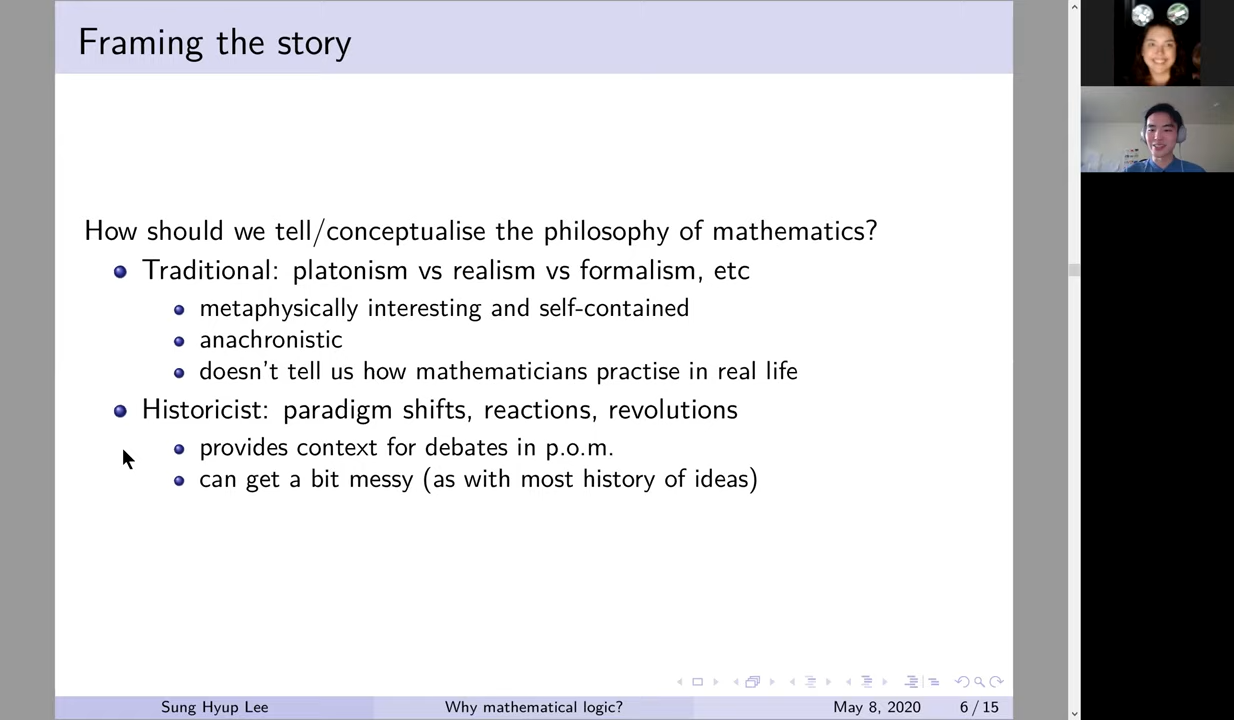 Framing the story
How should we tell/conceptualise the philosophy of mathematics?
Traditional: platonism vs realism vs formalism, etc
metaphysically interesting and self-contained
anachronistic
doesn't tell us how mathematicians practise in real life
Historicist: paradigm shifts, reactions, revolutions
provides context for debates in p.o.m.
can get a bit messy (as with most history of ideas)
Sung Hyup Lee Why mathematical logic? May 8, 2020 6 / 15